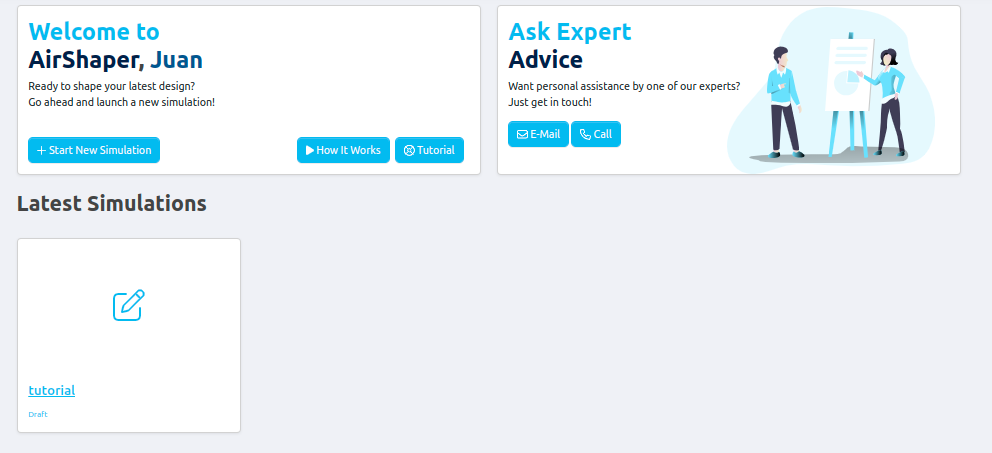 Welcome to
AirShaper, Juan
Ready to shape your latest design?
Go ahead and launch a new simulation!
Start New Simulation
How It Works
Tutorial
Ask Expert
Advice
Want personal assistance by one of our experts?
Just get in touch!
E-Mail
Call
Latest Simulations
tutorial
Draft